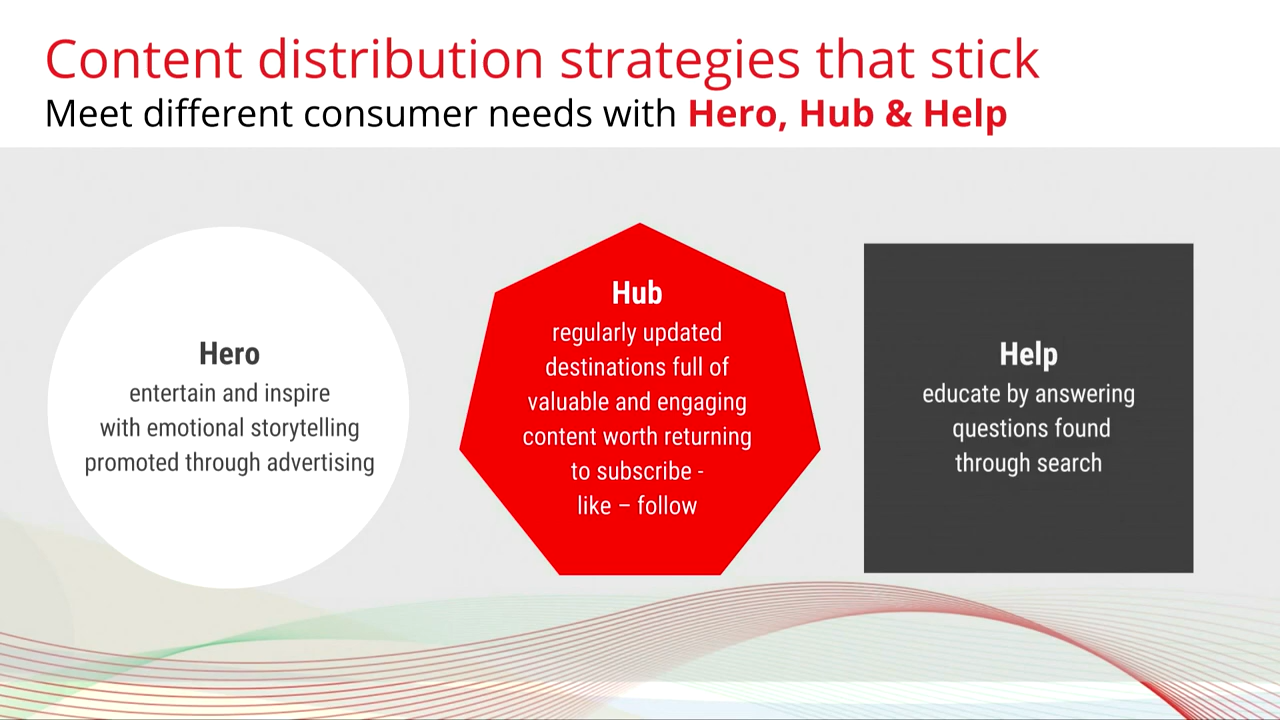 Content distribution strategies that stick
Meet different consumer needs with Hero, Hub & Help
Hero
entertain and inspire
with emotional storytelling
promoted through advertising
Hub
regularly updated
destinations full of
valuable and engaging
content worth returning
to subscribe -
like – follow
Help
educate by answering
questions found
through search